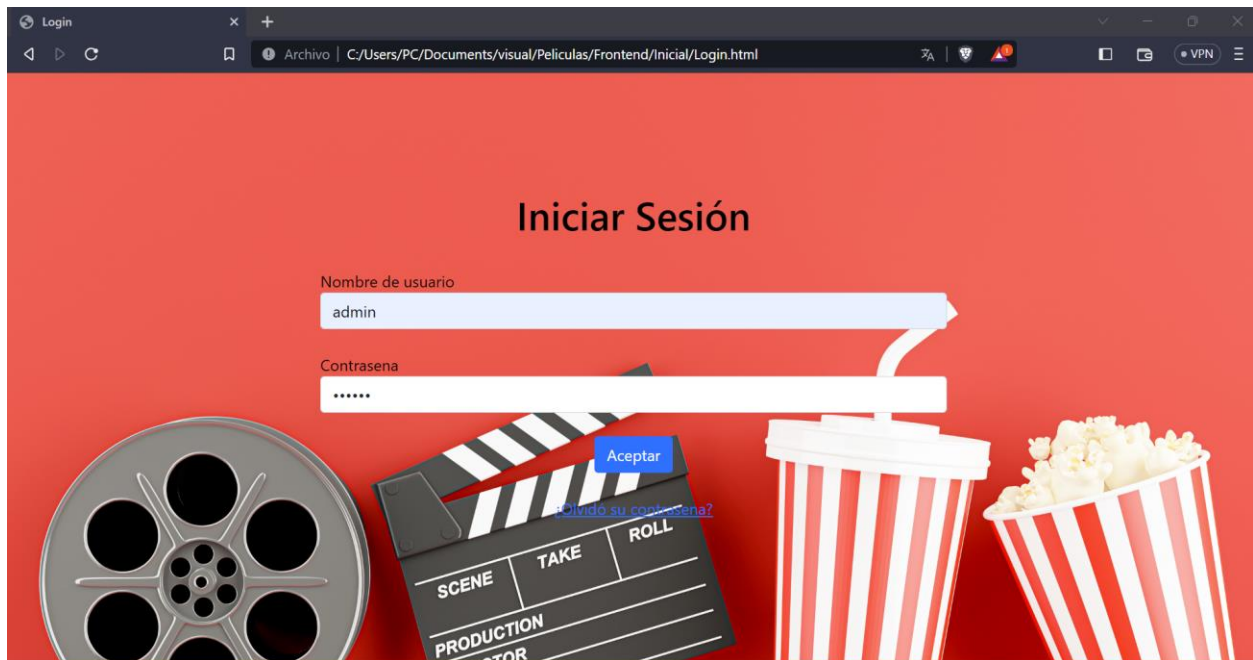 Login
Archivo | C:/Users/PC/Documents/visual/Peliculas/Frontend/Inicial/Login.html
VPN
Iniciar Sesión
Nombre de usuario
admin
Contrasena
••••••
Aceptar
¿Olvidó su contrasena?
SCENE
TAKE
ROLL
PRODUCTION